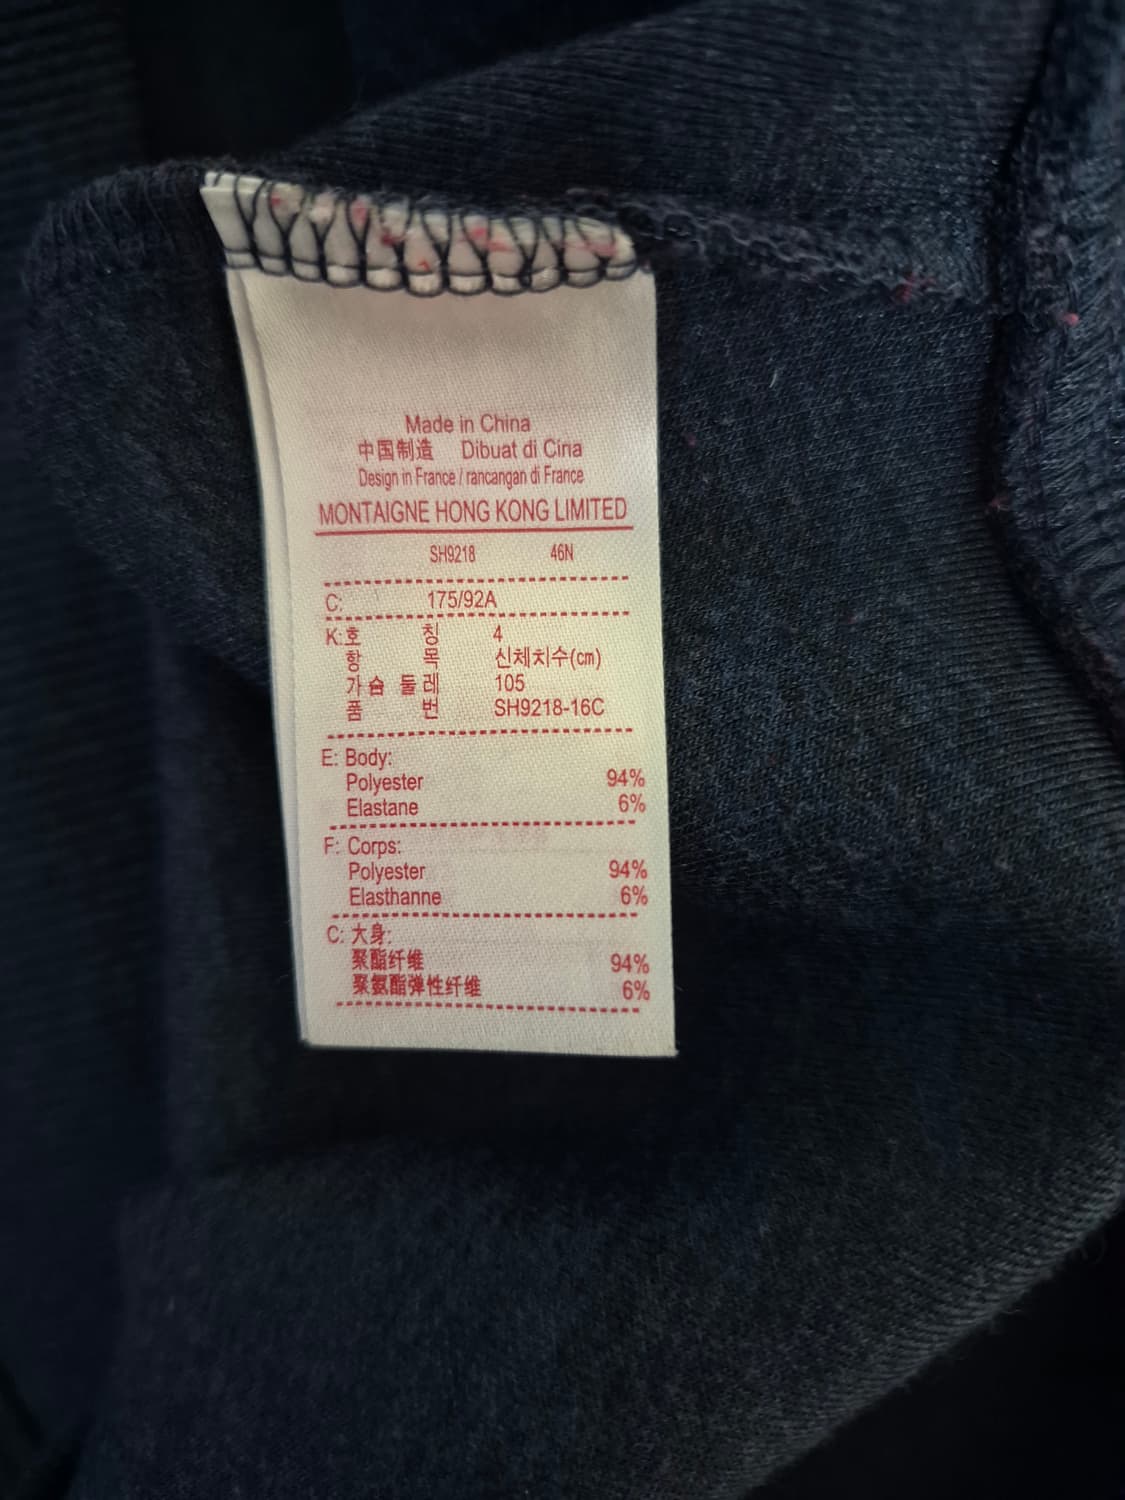 Made in China
中国制造 Dibuat di Cina
Design in France / rancangan di France
MONTAIGNE HONG KONG LIMITED
SH9218 46N
C: 175/92A
K:호 칭 4
항 목 신체치수(cm)
가슴 둘레 105
품 번 SH9218-16C
E: Body:
Polyester 94%
Elastane 6%
F: Corps:
Polyester 94%
Elasthanne 6%
C: 大身:
聚酯纤维 94%
聚氨酯弹性纤维 6%